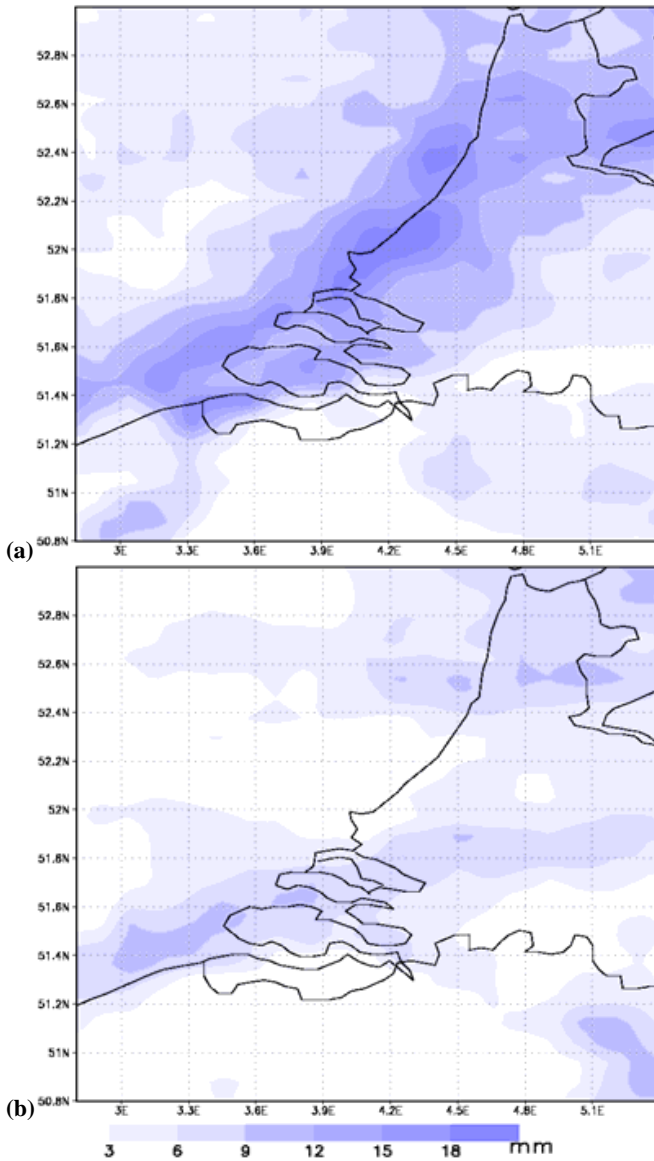 52.8N
52.6N
52.4N
52.2N
52N
51.8N
51.6N
51.4N
51.2N
51N
50.8N
(a)
3E 3.3E 3.6E 3.9E 4.2E 4.5E 4.8E 5.1E
52.8N
52.6N
52.4N
52.2N
52N
51.8N
51.6N
51.4N
51.2N
51N
50.8N
(b)
3E 3.3E 3.6E 3.9E 4.2E 4.5E 4.8E 5.1E
3 6 9 12 15 18 mm